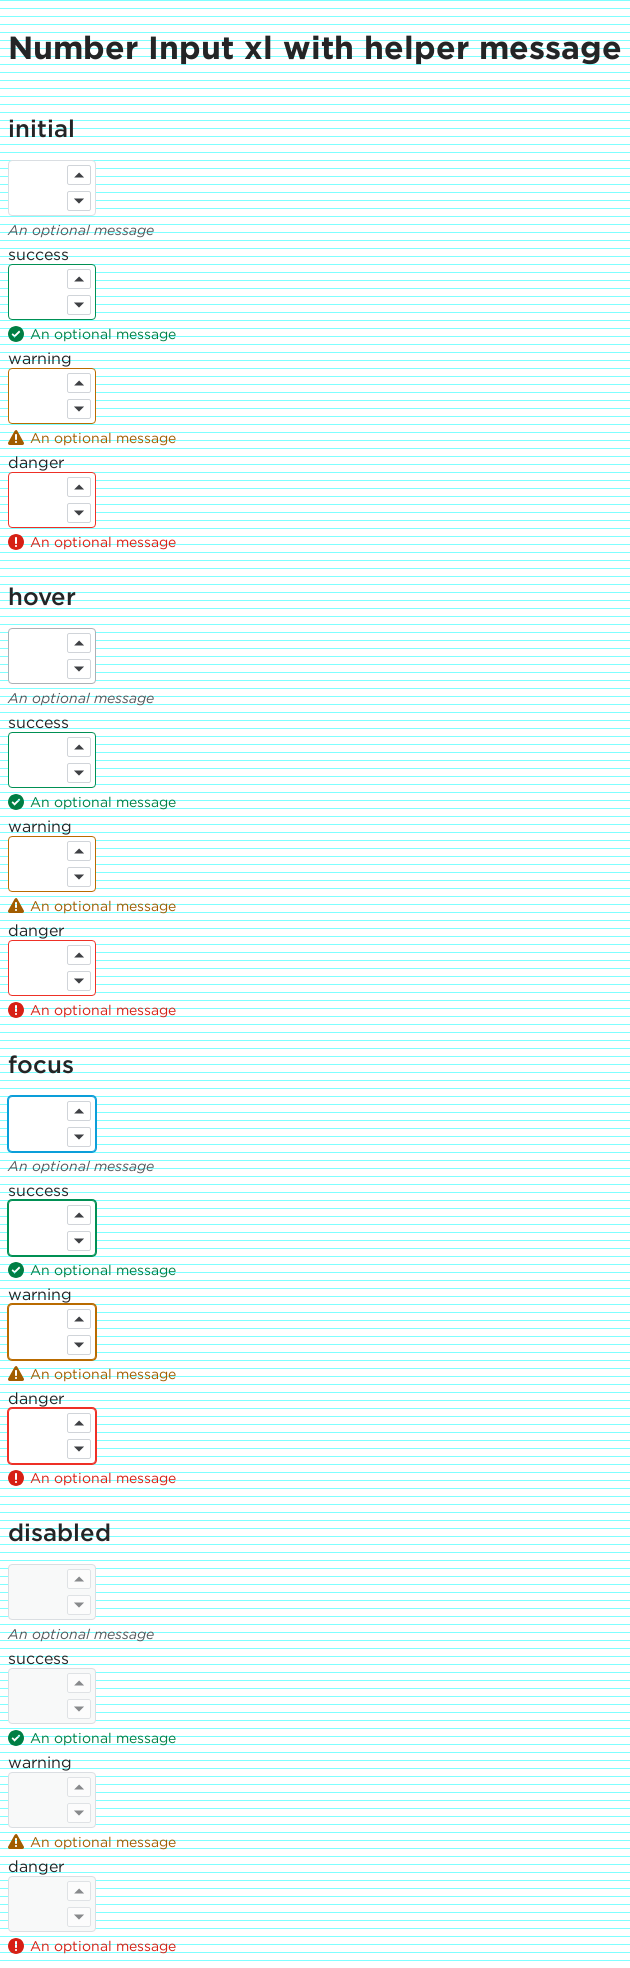 Number Input xl with helper message
initial
An optional message
success
An optional message
warning
An optional message
danger
An optional message
hover
An optional message
success
An optional message
warning
An optional message
danger
An optional message
focus
An optional message
success
An optional message
warning
An optional message
danger
An optional message
disabled
An optional message
success
An optional message
warning
An optional message
danger
An optional message